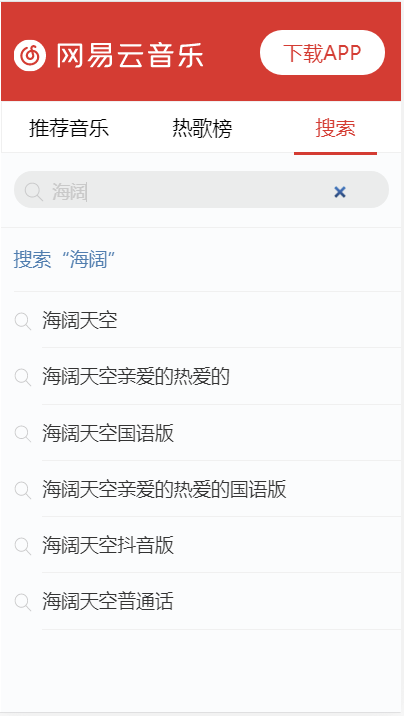 网易云音乐
下载APP
推荐音乐 热歌榜 搜索
海阔
搜索“海阔”
海阔天空
海阔天空亲爱的热爱的
海阔天空国语版
海阔天空亲爱的热爱的国语版
海阔天空抖音版
海阔天空普通话